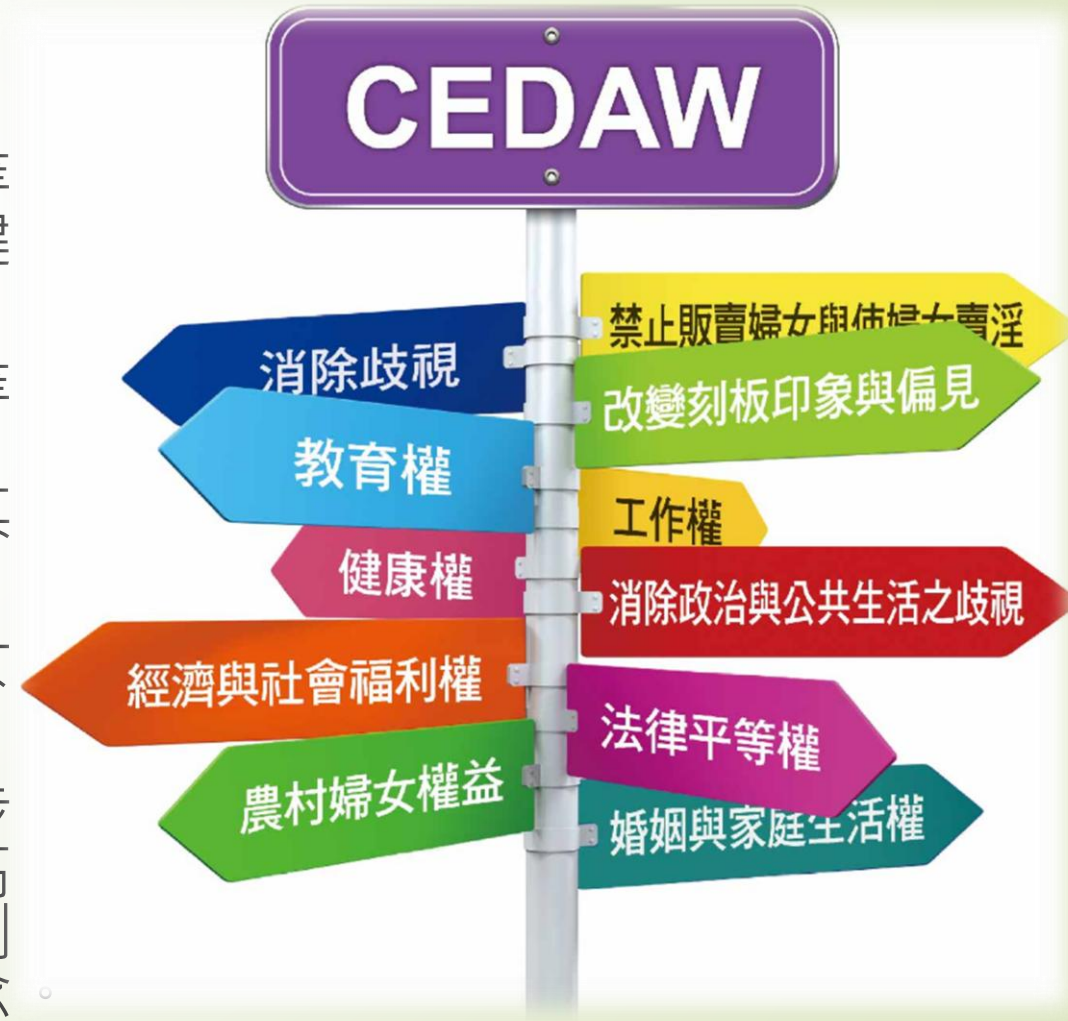 CEDAW
消除歧視
教育權
健康權
經濟與社會福利權
農村婦女權益
禁止販賣婦女與使婦女賣淫
改變刻板印象與偏見
工作權
消除政治與公共生活之歧視
法律平等權
婚姻與家庭生活權